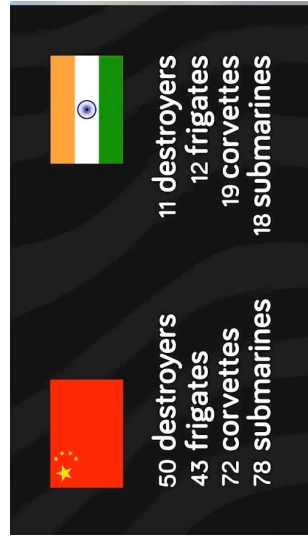 50 destroyers
43 frigates
72 corvettes
78 submarines
11 destroyers
12 frigates
19 corvettes
18 submarines